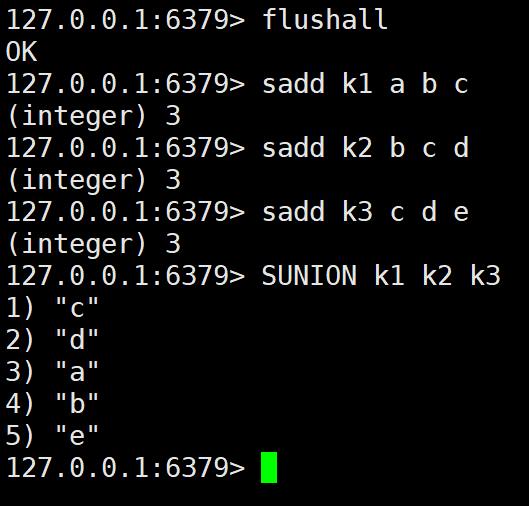 127.0.0.1:6379> flushall
OK
127.0.0.1:6379> sadd k1 a b c
(integer) 3
127.0.0.1:6379> sadd k2 b c d
(integer) 3
127.0.0.1:6379> sadd k3 c d e
(integer) 3
127.0.0.1:6379> SUNION k1 k2 k3
1) "c"
2) "d"
3) "a"
4) "b"
5) "e"
127.0.0.1:6379>